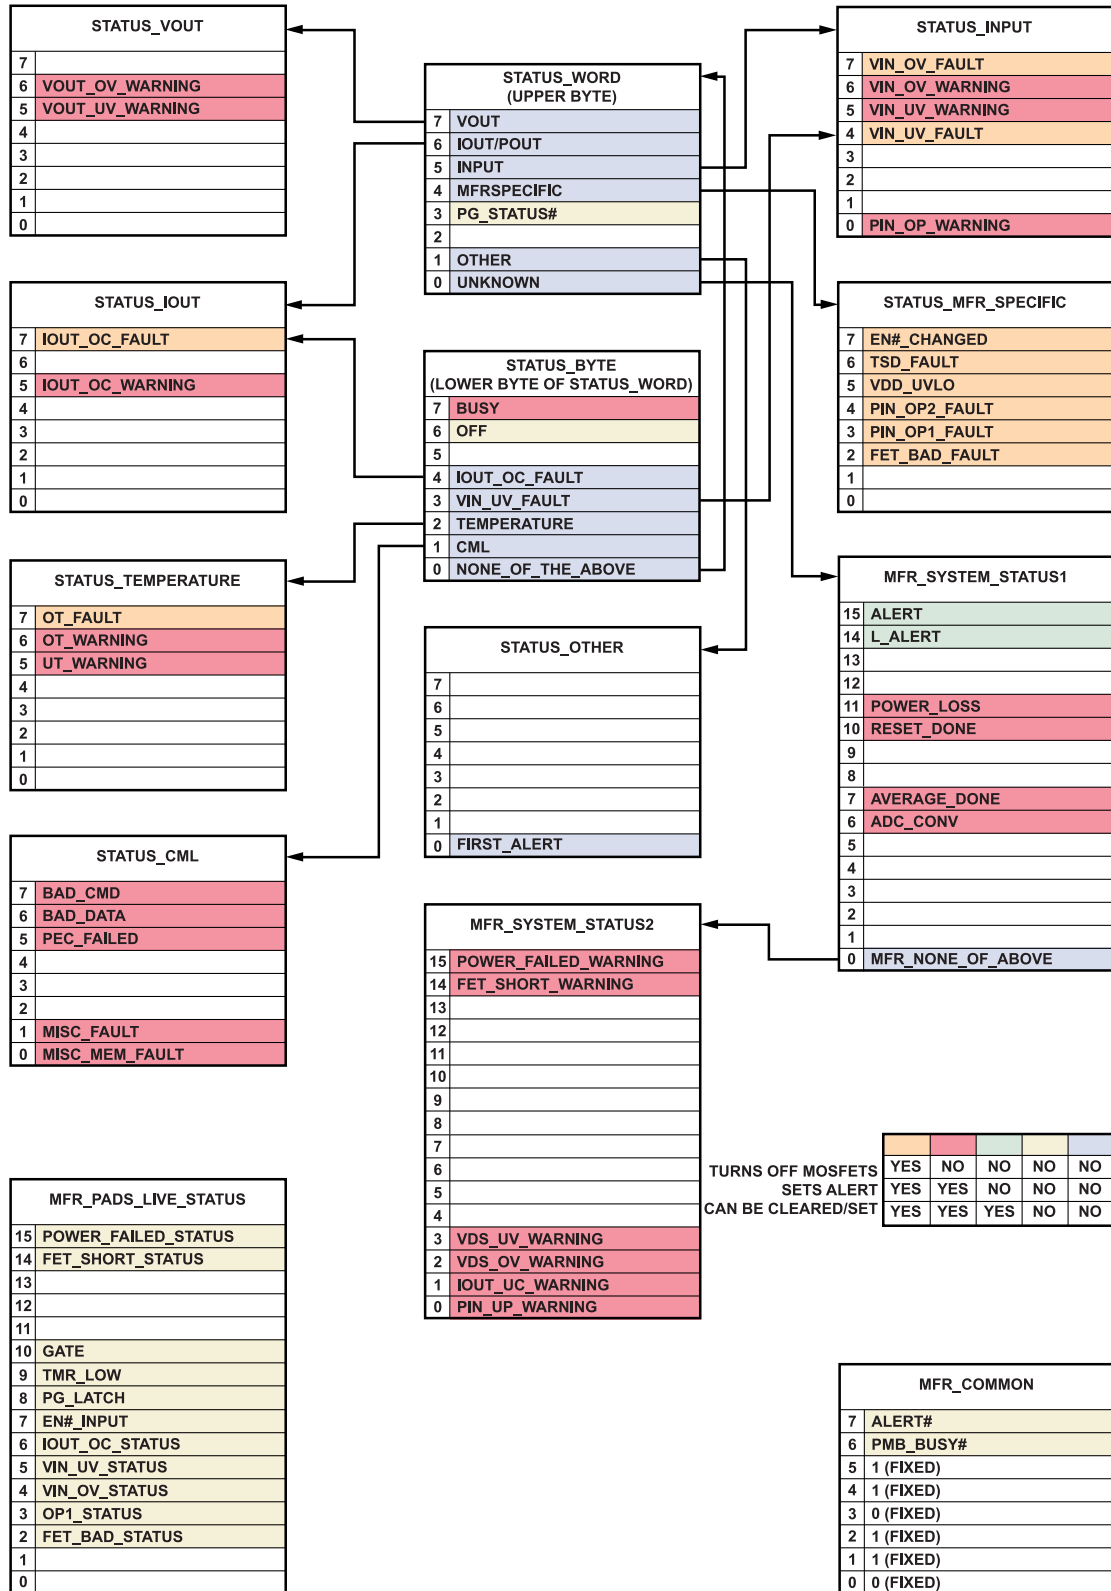 STATUS_VOUT
7
6 VOUT_OV_WARNING
5 VOUT_UV_WARNING
4
3
2
1
0
STATUS_IOUT
7 IOUT_OC_FAULT
6
5 IOUT_OC_WARNING
4
3
2
1
0
STATUS_TEMPERATURE
7 OT_FAULT
6 OT_WARNING
5 UT_WARNING
4
3
2
1
0
STATUS_CML
7 BAD_CMD
6 BAD_DATA
5 PEC_FAILED
4
3
2
1 MISC_FAULT
0 MISC_MEM_FAULT
MFR_PADS_LIVE_STATUS
15 POWER_FAILED_STATUS
14 FET_SHORT_STATUS
13
12
11
10 GATE
9 TMR_LOW
8 PG_LATCH
7 EN#_INPUT
6 IOUT_OC_STATUS
5 VIN_UV_STATUS
4 VIN_OV_STATUS
3 OP1_STATUS
2 FET_BAD_STATUS
1
0
STATUS_WORD
(UPPER BYTE)
7 VOUT
6 IOUT/POUT
5 INPUT
4 MFRSPECIFIC
3 PG_STATUS#
2
1 OTHER
0 UNKNOWN
STATUS_BYTE
(LOWER BYTE OF STATUS_WORD)
7 BUSY
6 OFF
5
4 IOUT_OC_FAULT
3 VIN_UV_FAULT
2 TEMPERATURE
1 CML
0 NONE_OF_THE_ABOVE
STATUS_OTHER
7
6
5
4
3
2
1
0 FIRST_ALERT
MFR_SYSTEM_STATUS2
15 POWER_FAILED_WARNING
14 FET_SHORT_WARNING
13
12
11
10
9
8
7
6
5
4
3 VDS_UV_WARNING
2 VDS_OV_WARNING
1 IOUT_UC_WARNING
0 PIN_UP_WARNING
STATUS_INPUT
7 VIN_OV_FAULT
6 VIN_OV_WARNING
5 VIN_UV_WARNING
4 VIN_UV_FAULT
3
2
1
0 PIN_OP_WARNING
STATUS_MFR_SPECIFIC
7 EN#_CHANGED
6 TSD_FAULT
5 VDD_UVLO
4 PIN_OP2_FAULT
3 PIN_OP1_FAULT
2 FET_BAD_FAULT
1
0
MFR_SYSTEM_STATUS1
15 ALERT
14 L_ALERT
13
12
11 POWER_LOSS
10 RESET_DONE
9
8
7 AVERAGE_DONE
6 ADC_CONV
5
4
3
2
1
0 MFR_NONE_OF_ABOVE
TURNS OFF MOSFETS YES NO NO NO NO
SETS ALERT YES YES NO NO NO
CAN BE CLEARED/SET YES YES YES NO NO
MFR_COMMON
7 ALERT#
6 PMB_BUSY#
5 1 (FIXED)
4 1 (FIXED)
3 0 (FIXED)
2 1 (FIXED)
1 1 (FIXED)
0 0 (FIXED)